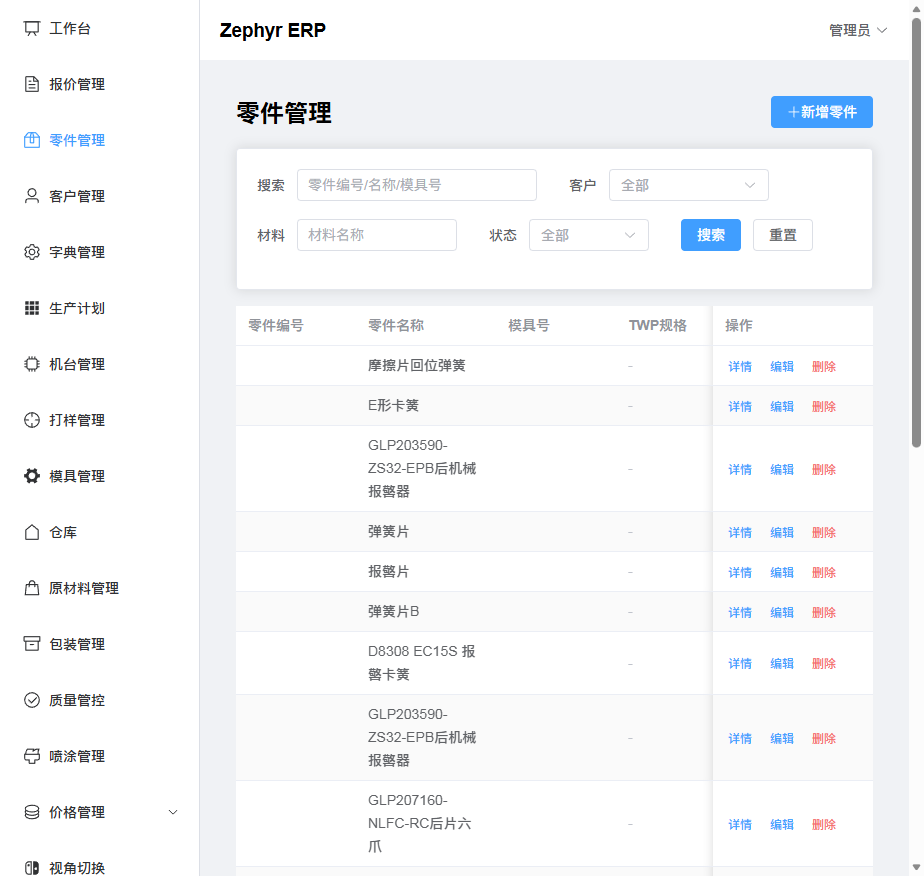 工作台
报价管理
零件管理
客户管理
字典管理
生产计划
机台管理
打样管理
模具管理
仓库
原材料管理
包装管理
质量管控
喷涂管理
价格管理
视角切换
Zephyr ERP
管理员
零件管理
+新增零件
搜索 零件编号/名称/模具号 客户 全部
材料 材料名称 状态 全部 搜索 重置
零件编号 零件名称 模具号 TWP规格 操作
摩擦片回位弹簧 - 详情 编辑 删除
E形卡簧 - 详情 编辑 删除
GLP203590-
ZS32-EPB后机械 - 详情 编辑 删除
报警器
弹簧片 - 详情 编辑 删除
报警片 - 详情 编辑 删除
弹簧片B - 详情 编辑 删除
D8308 EC15S 报
警卡簧 - 详情 编辑 删除
GLP203590-
ZS32-EPB后机械 - 详情 编辑 删除
报警器
GLP207160-
NLFC-RC后片六 - 详情 编辑 删除
爪